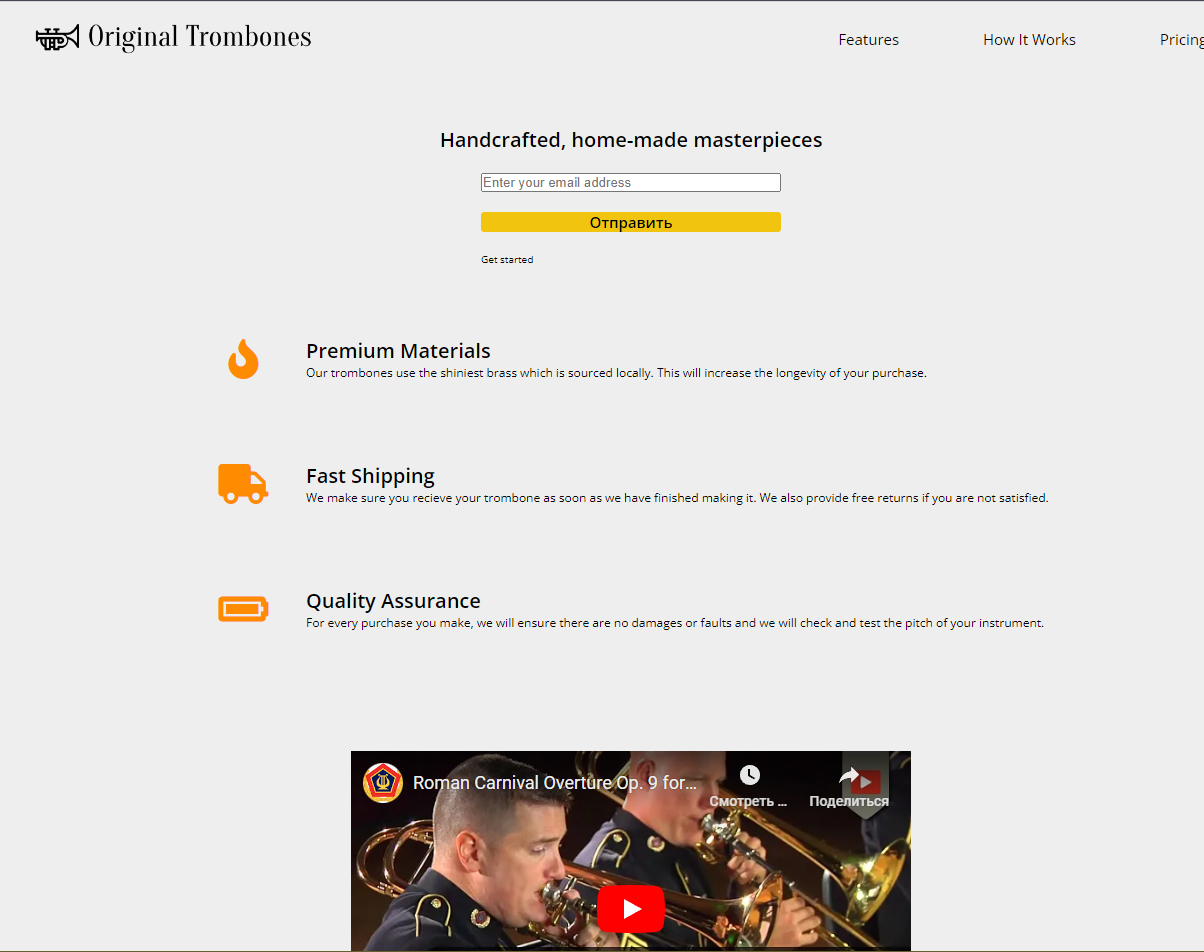 Original Trombones
Features How It Works Pricing
Handcrafted, home-made masterpieces
Enter your email address
Отправить
Get started
Premium Materials
Our trombones use the shiniest brass which is sourced locally. This will increase the longevity of your purchase.
Fast Shipping
We make sure you recieve your trombone as soon as we have finished making it. We also provide free returns if you are not satisfied.
Quality Assurance
For every purchase you make, we will ensure there are no damages or faults and we will check and test the pitch of your instrument.
Roman Carnival Overture Op. 9 for...
Смотреть ... Поделиться